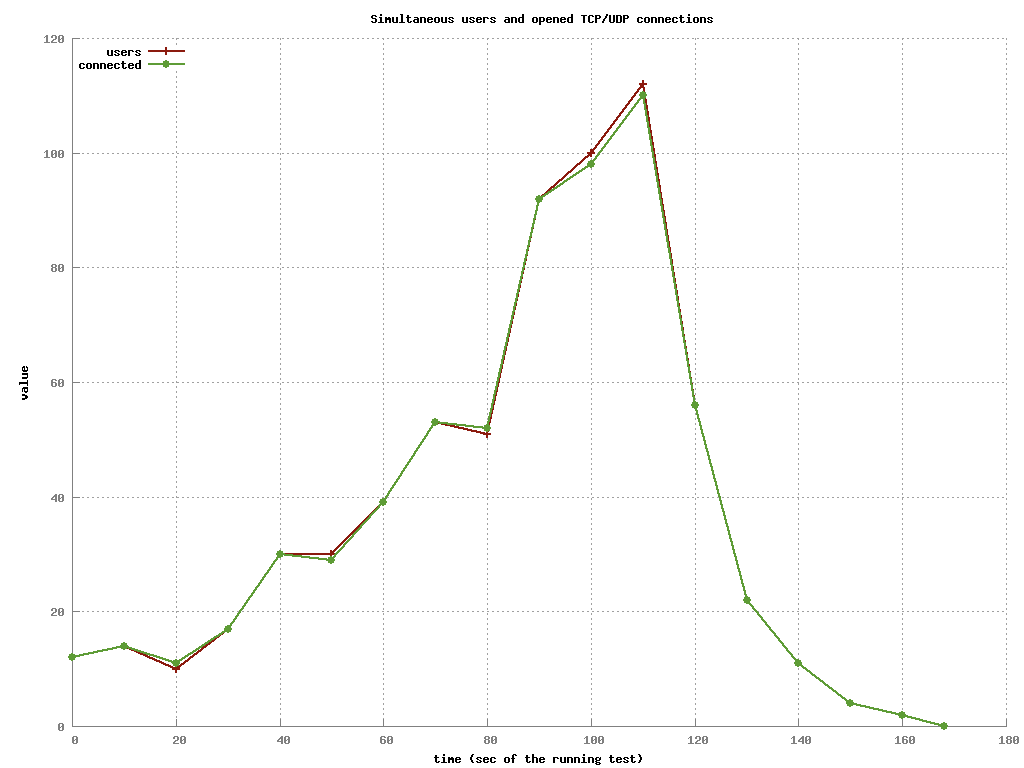 Simultaneous users and opened TCP/UDP connections
120
users
connected
100
80
value
60
40
20
0
0 20 40 60 80 100 120 140 160 180
time (sec of the running test)